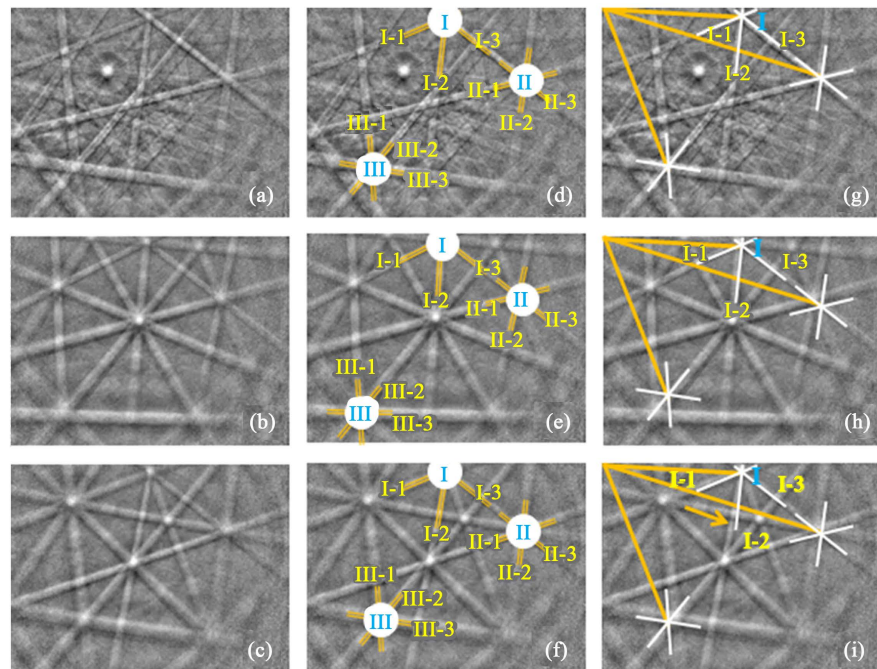 I
I-1
I-3
I-2
II
II-1
II-3
II-2
III-1
III-2
III
III-3
(a)
(d)
I
I-1
I-3
I-2
(g)
I
I-1
I-3
I-2
II
II-1
II-3
II-2
III-1
III-2
III
III-3
(b)
(e)
I
I-1
I-3
I-2
(h)
I
I-1
I-3
I-2
II
II-1
II-3
II-2
III-1
III-2
III
III-3
(c)
(f)
I
I-1
I-3
I-2
(i)